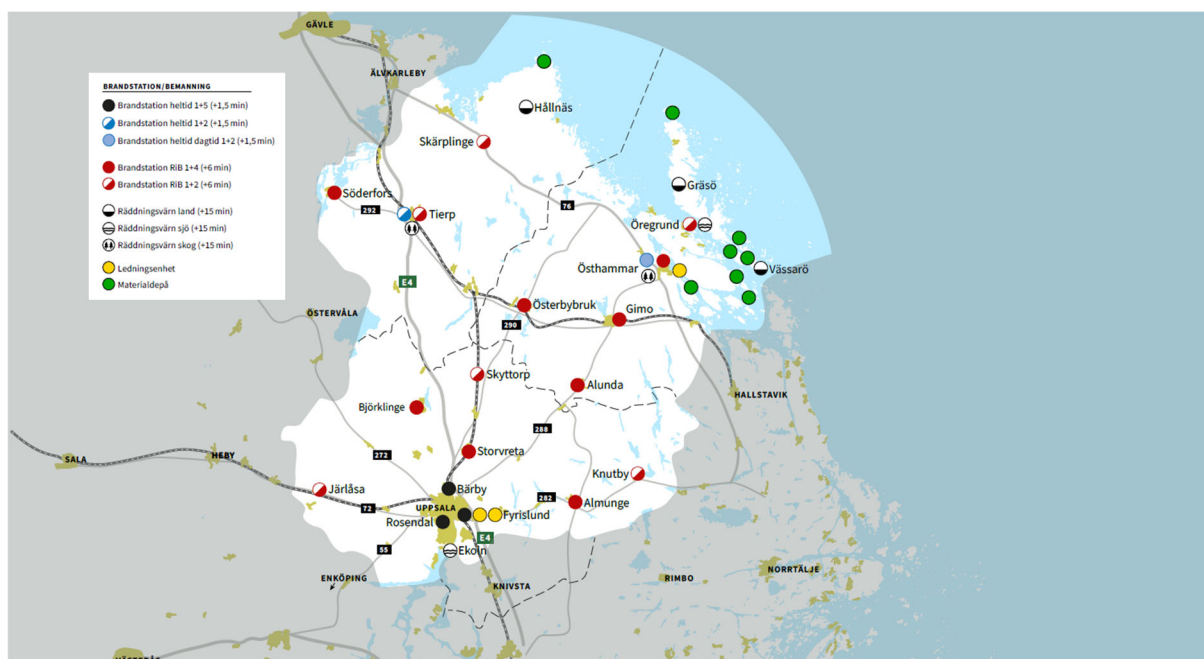 GÄVLE
ÄLVKARLEBY
BRANDSTATION/BEMANNING
Brandstation heltid 1+5 (+1,5 min)
Brandstation heltid 1+2 (+1,5 min)
Brandstation heltid dagtid 1+2 (+1,5 min)
Brandstation RiB 1+4 (+6 min)
Brandstation RiB 1+2 (+6 min)
Räddningsvärn land (+15 min)
Räddningsvärn sjö (+15 min)
Räddningsvärn skog (+15 min)
Ledningsenhet
Materialdepå
Hållnäs
Skärplinge
Gräsö
Söderfors
292
Tierp
76
Öregrund
Östhammar
Vässarö
E4
Österbybruk
Gimo
ÖSTERVÅLA
290
Skyttorp
Alunda
HALLSTAVIK
Björklinge
288
SALA
HEBY
272
Storvreta
Knutby
Järlåsa
Bärby
282
Almunge
72
UPPSALA
Fyrislund
Rosendal
E4
55
Ekoln
ENKÖPING
KNIVSTA
RIMBO
NORRTÄLJE